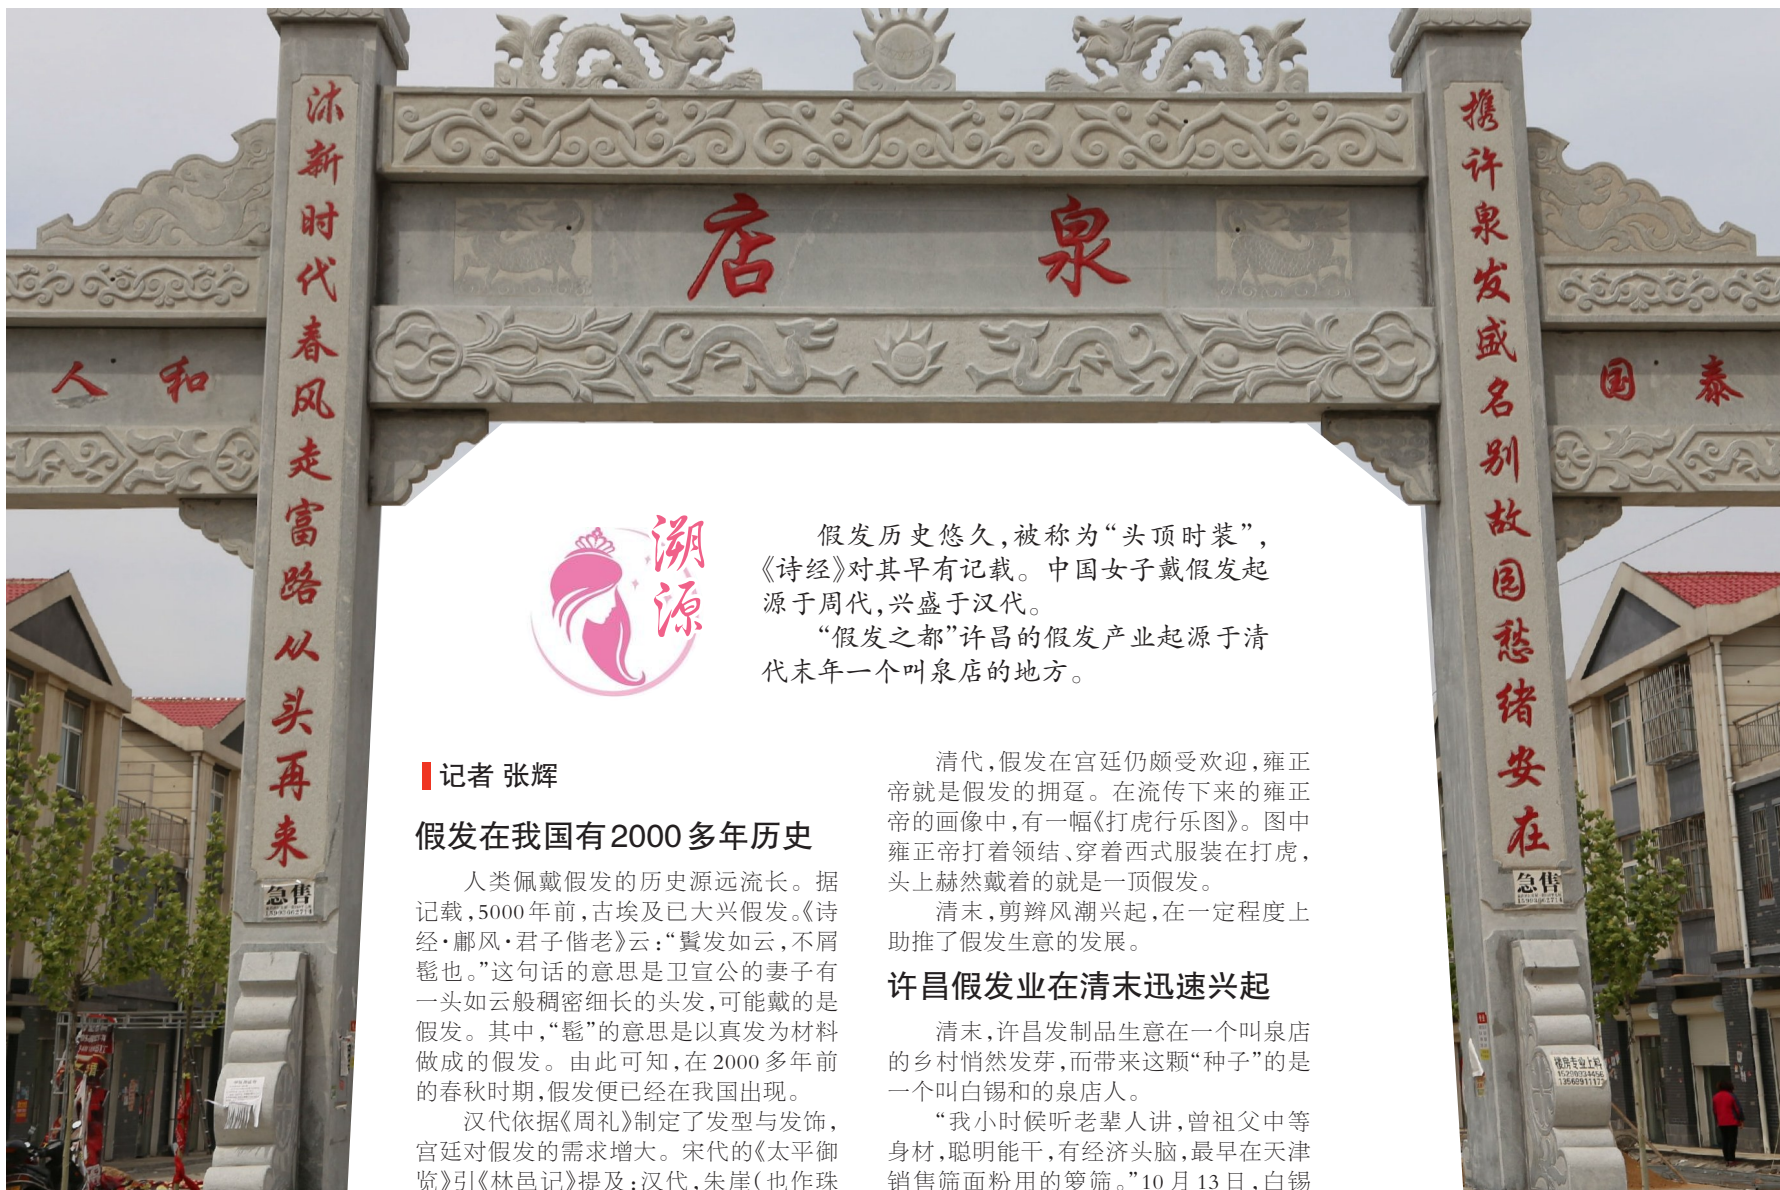 店 泉
沐新时代春风走富路从头再来
携许泉发盛名别故园愁绪安在
人 和
国 泰
急售
急售
楼房专业上料
溯源
假发历史悠久,被称为“头顶时装”,
《诗经》对其早有记载。中国女子戴假发起
源于周代,兴盛于汉代。
“假发之都”许昌的假发产业起源于清
代末年一个叫泉店的地方。
记者 张辉
假发在我国有2000多年历史
人类佩戴假发的历史源远流长。据
记载,5000年前,古埃及已大兴假发。《诗
经·鄘风·君子偕老》云:“鬒发如云,不屑
髢也。”这句话的意思是卫宣公的妻子有
一头如云般稠密细长的头发,可能戴的是
假发。其中,“髢”的意思是以真发为材料
做成的假发。由此可知,在2000多年前
的春秋时期,假发便已经在我国出现。
汉代依据《周礼》制定了发型与发饰,
宫廷对假发的需求增大。宋代的《太平御
览》引《林邑记》提及:汉代,朱崖(也作珠
清代,假发在宫廷仍颇受欢迎,雍正
帝就是假发的拥趸。在流传下来的雍正
帝的画像中,有一幅《打虎行乐图》。图中
雍正帝打着领结、穿着西式服装在打虎,
头上赫然戴着的就是一顶假发。
清末,剪辫风潮兴起,在一定程度上
助推了假发生意的发展。
许昌假发业在清末迅速兴起
清末,许昌发制品生意在一个叫泉店
的乡村悄然发芽,而带来这颗“种子”的是
一个叫白锡和的泉店人。
“我小时候听老辈人讲,曾祖父中等
身材,聪明能干,有经济头脑,最早在天津
销售筛面粉用的箩筛。”10月13日,白锡